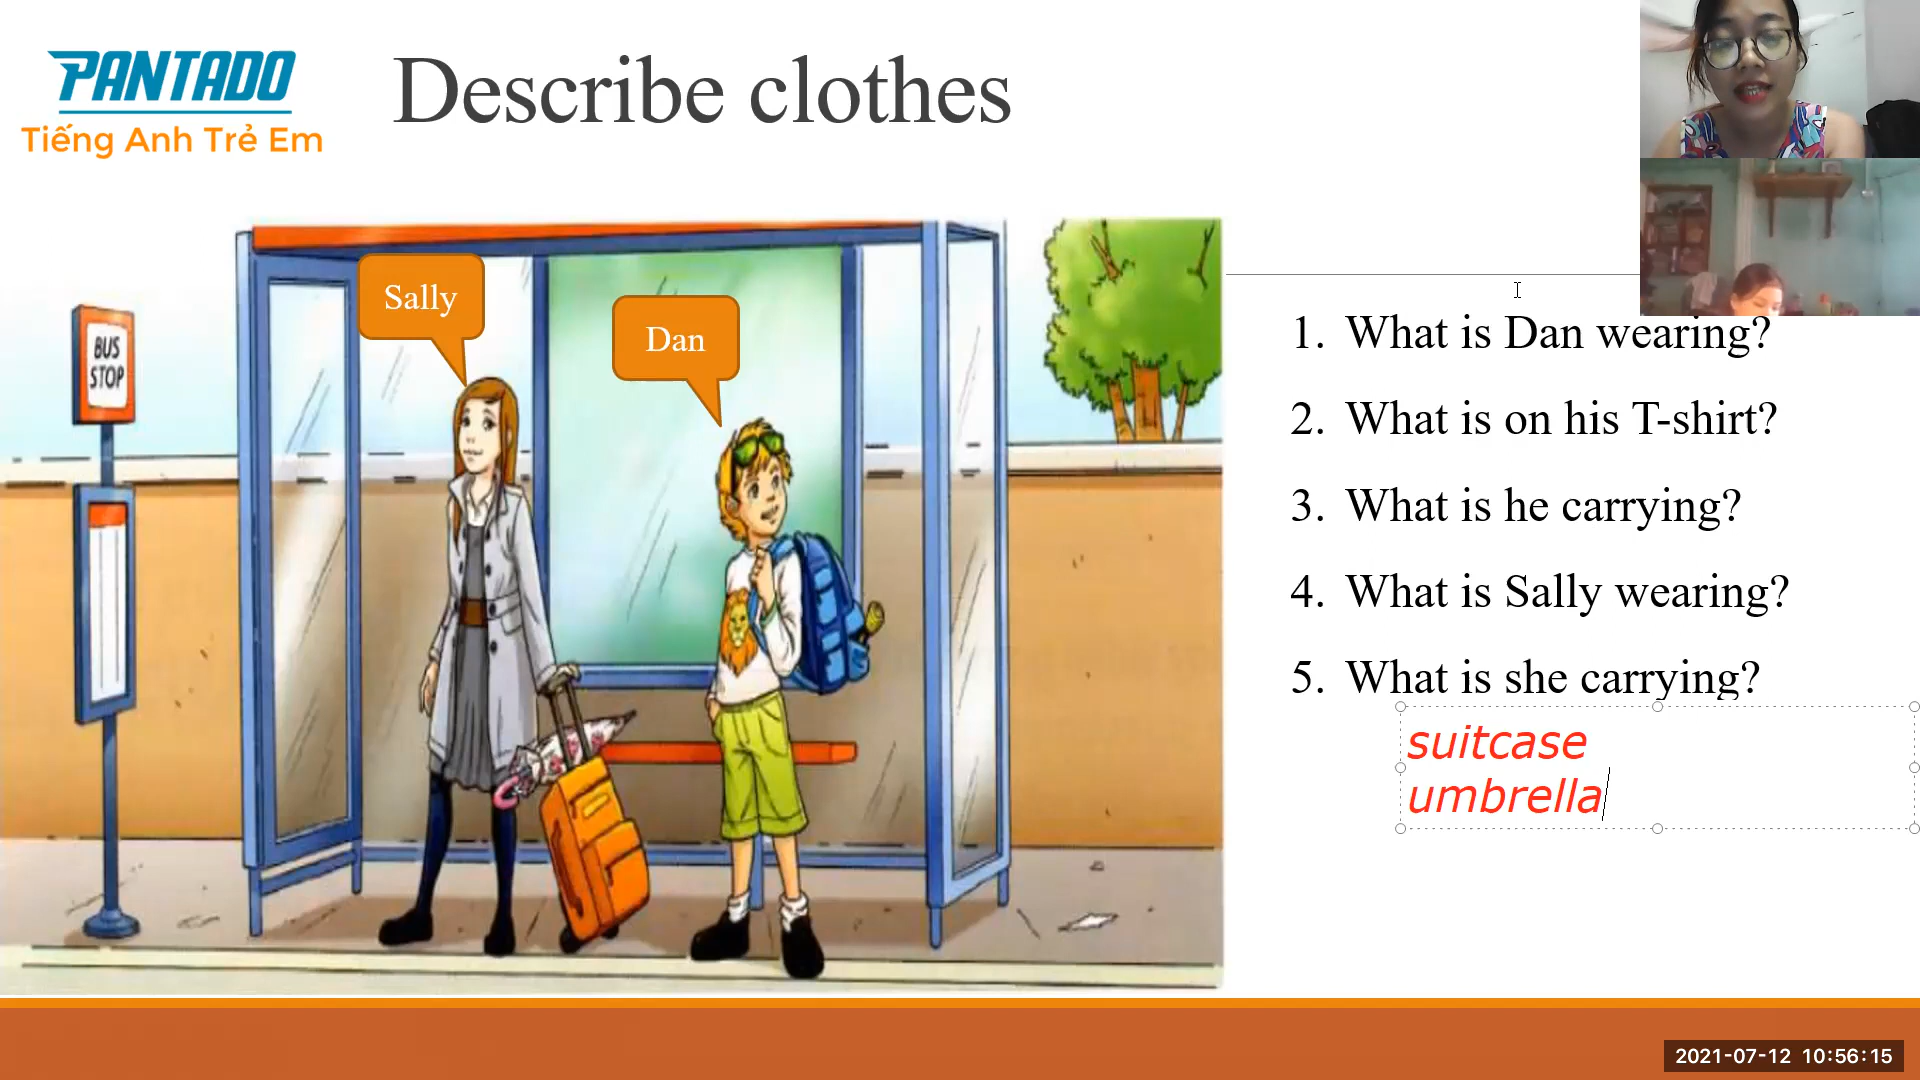 PANTADO
Tiếng Anh Trẻ Em
Describe clothes
Sally
Dan
BUS
STOP
1. What is Dan wearing?
2. What is on his T-shirt?
3. What is he carrying?
4. What is Sally wearing?
5. What is she carrying?
suitcase
umbrella
2021-07-12 10:56:15